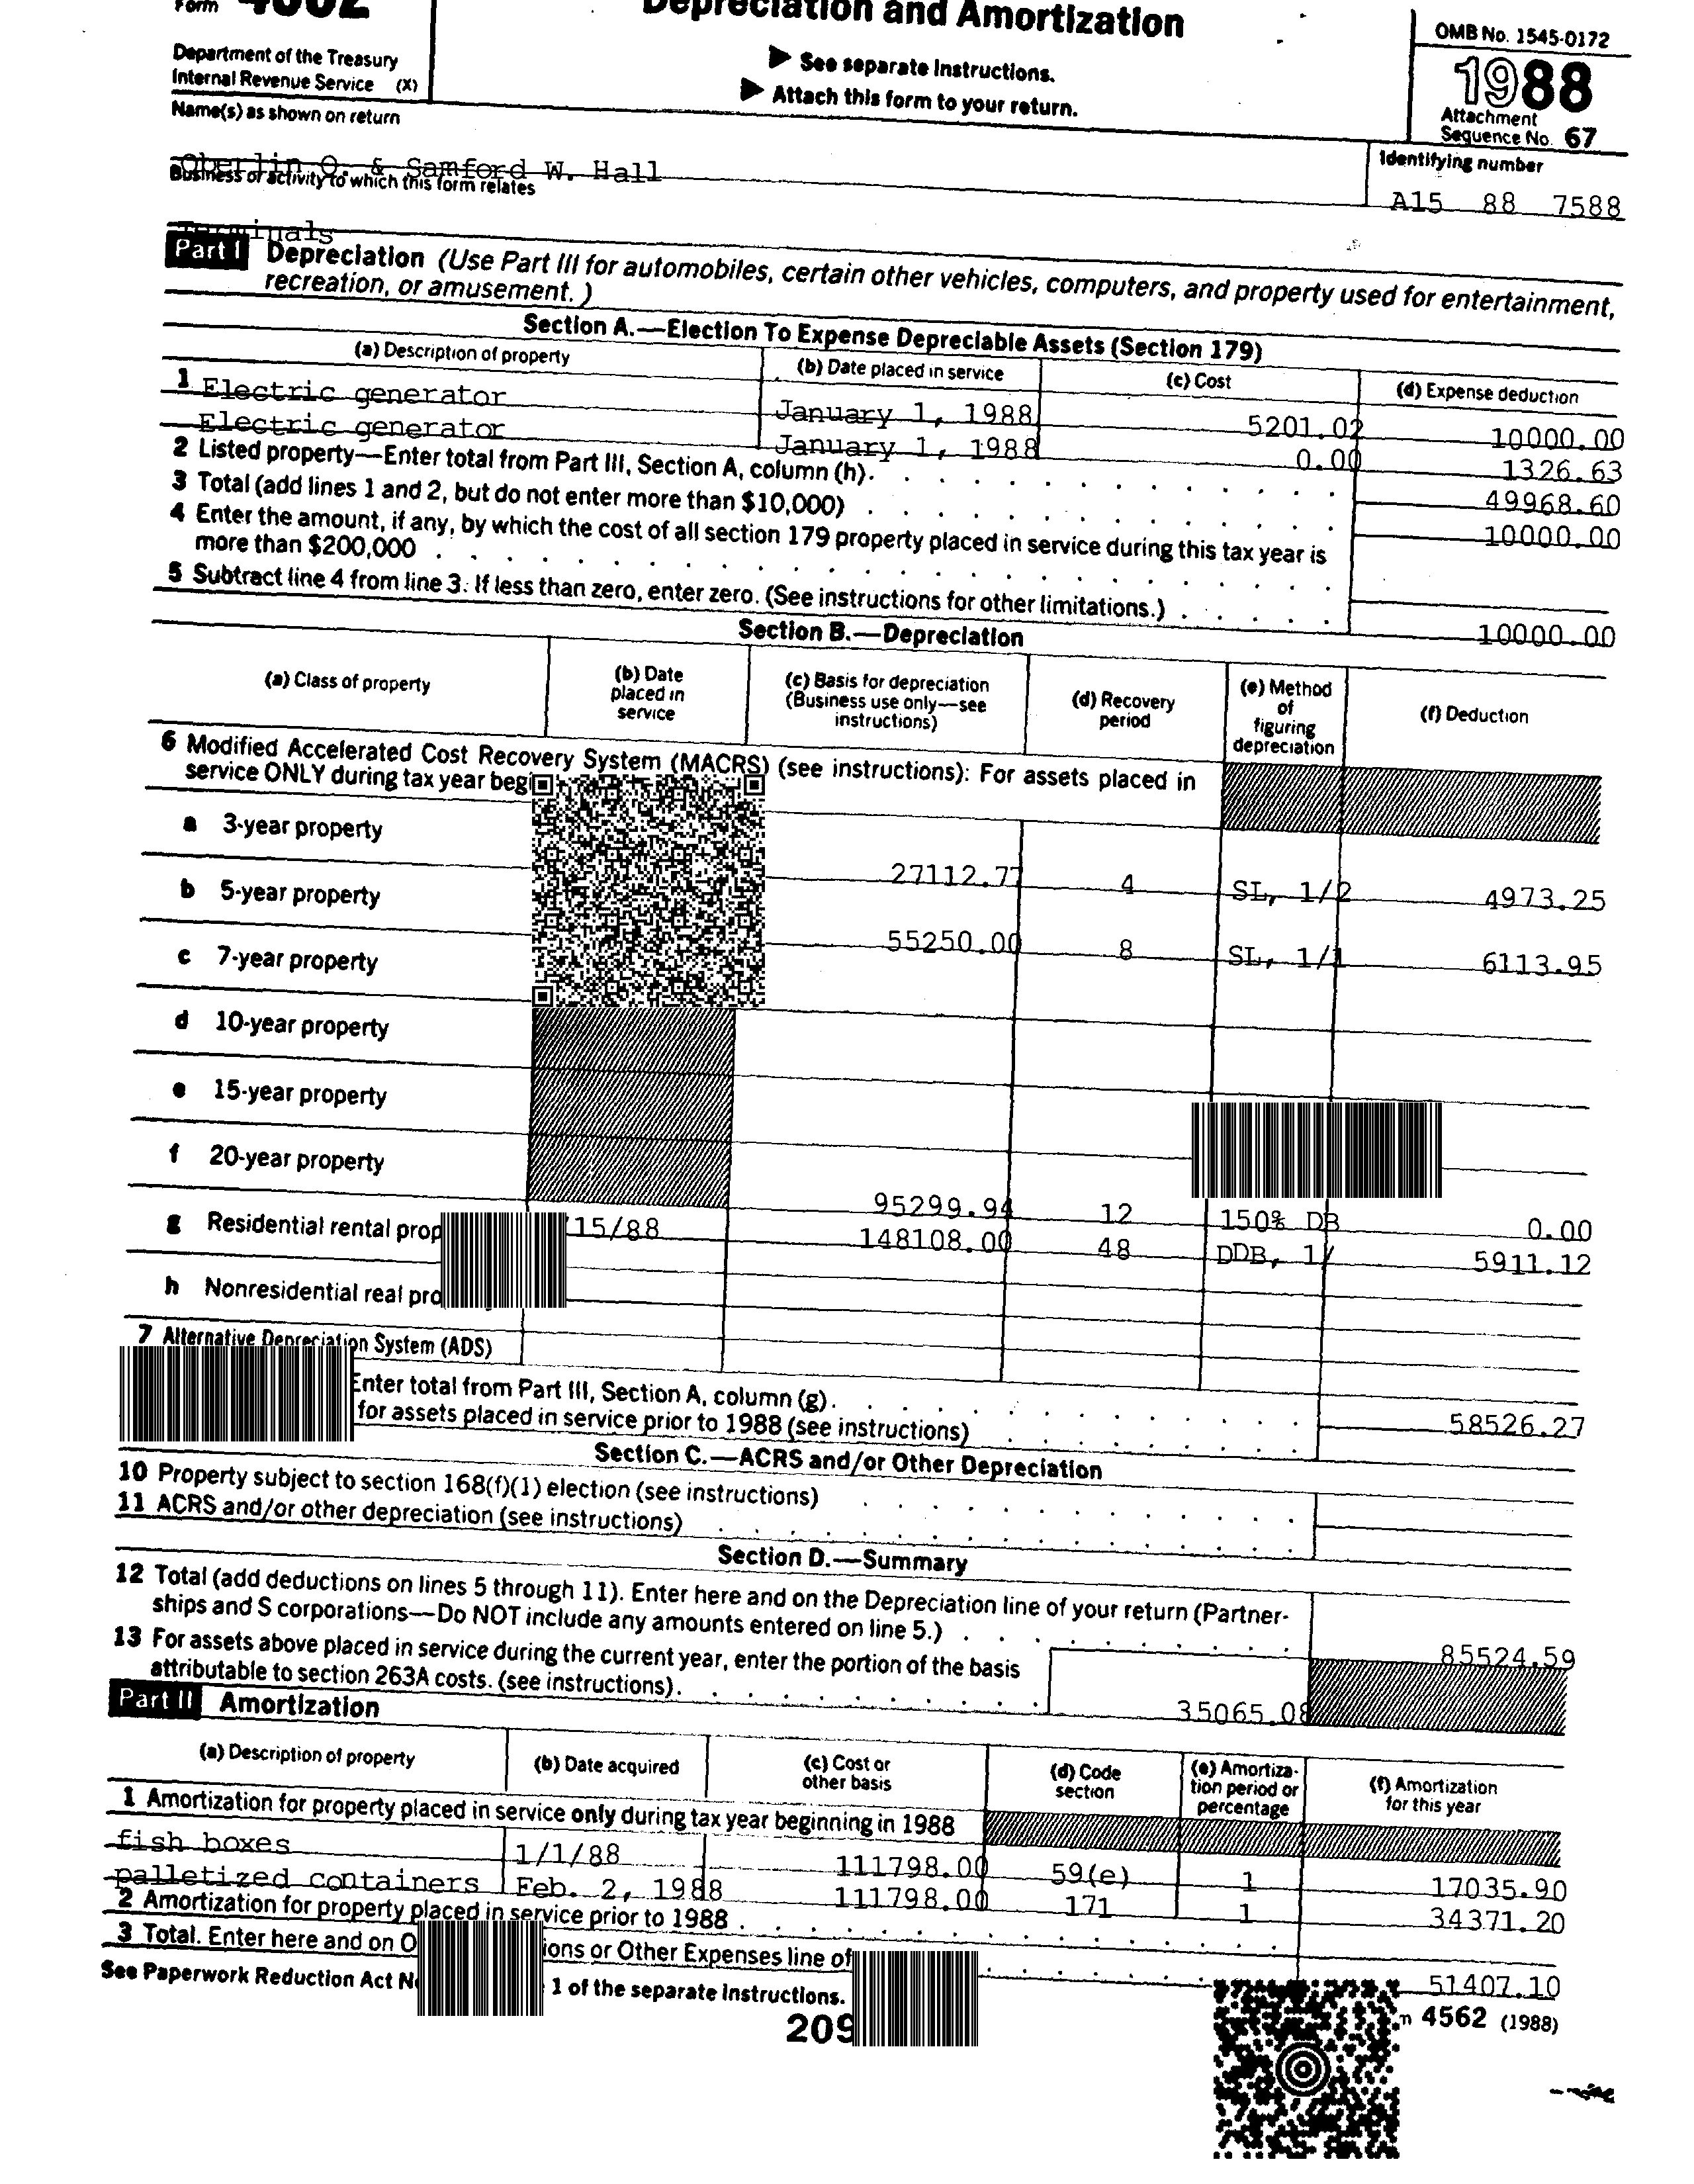 Form 4562
Depreciation and Amortization
OMB No. 1545-0172
Department of the Treasury
Internal Revenue Service (X)
▶ See separate Instructions.
▶ Attach this form to your return.
1988
Attachment
Sequence No. 67
Name(s) as shown on return
Identifying number
Oberlin O. & Samford W. Hall
A15 88 7588
Business or activity to which this form relates
Terminals
Part I Depreciation (Use Part III for automobiles, certain other vehicles, computers, and property used for entertainment,
recreation, or amusement.)
Section A.—Election To Expense Depreciable Assets (Section 179)
(a) Description of property (b) Date placed in service (c) Cost (d) Expense deduction
1 Electric generator January 1, 1988 5201.02 10000.00
Electric generator January 1, 1988 0.00 1326.63
2 Listed property—Enter total from Part III, Section A, column (h). 49968.60
3 Total (add lines 1 and 2, but do not enter more than $10,000) 10000.00
4 Enter the amount, if any, by which the cost of all section 179 property placed in service during this tax year is
more than $200,000
5 Subtract line 4 from line 3. If less than zero, enter zero. (See instructions for other limitations.) 10000.00
Section B.—Depreciation
(a) Class of property (b) Date placed in service (c) Basis for depreciation (Business use only—see instructions) (d) Recovery period (e) Method of figuring depreciation (f) Deduction
6 Modified Accelerated Cost Recovery System (MACRS) (see instructions): For assets placed in
service ONLY during tax year
a 3-year property
27112.77 4 SL, 1/2 4973.25
b 5-year property
55250.00 8 SL, 1/1 6113.95
c 7-year property
d 10-year property
e 15-year property
f 20-year property
95299.94 12 150% DB 0.00
g Residential rental 15/88 148108.00 48 DDB, 1/ 5911.12
h Nonresidential real
7 Alternative Depreciation System (ADS)
Enter total from Part III, Section A, column (g). 58526.27
for assets placed in service prior to 1988 (see instructions)
Section C.—ACRS and/or Other Depreciation
10 Property subject to section 168(f)(1) election (see instructions)
11 ACRS and/or other depreciation (see instructions)
Section D.—Summary
12 Total (add deductions on lines 5 through 11). Enter here and on the Depreciation line of your return (Partner-
ships and S corporations—Do NOT include any amounts entered on line 5.) 85524.59
13 For assets above placed in service during the current year, enter the portion of the basis
attributable to section 263A costs. (see instructions). 35065.08
Part II Amortization
(a) Description of property (b) Date acquired (c) Cost or other basis (d) Code section (e) Amortiza-tion period or percentage (f) Amortization for this year
1 Amortization for property placed in service only during tax year beginning in 1988
fish boxes 1/1/88 111798.00 59(e) 1 17035.90
palletized containers Feb. 2, 1988 111798.00 171 1 34371.20
2 Amortization for property placed in service prior to 1988
3 Total. Enter here and on or Other Expenses line of 51407.10
See Paperwork Reduction Act 1 of the separate Instructions.
4562 (1988)
209